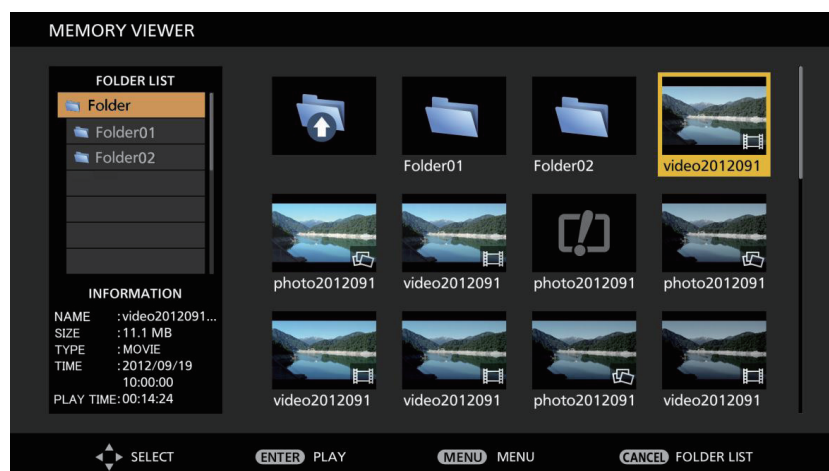 MEMORY VIEWER
FOLDER LIST
Folder
Folder01
Folder02
INFORMATION
NAME :video2012091...
SIZE :11.1 MB
TYPE :MOVIE
TIME :2012/09/19
10:00:00
PLAY TIME:00:14:24
Folder01
Folder02
video2012091
photo2012091
video2012091
photo2012091
photo2012091
video2012091
video2012091
photo2012091
video2012091
SELECT
ENTER PLAY
MENU MENU
CANCEL FOLDER LIST